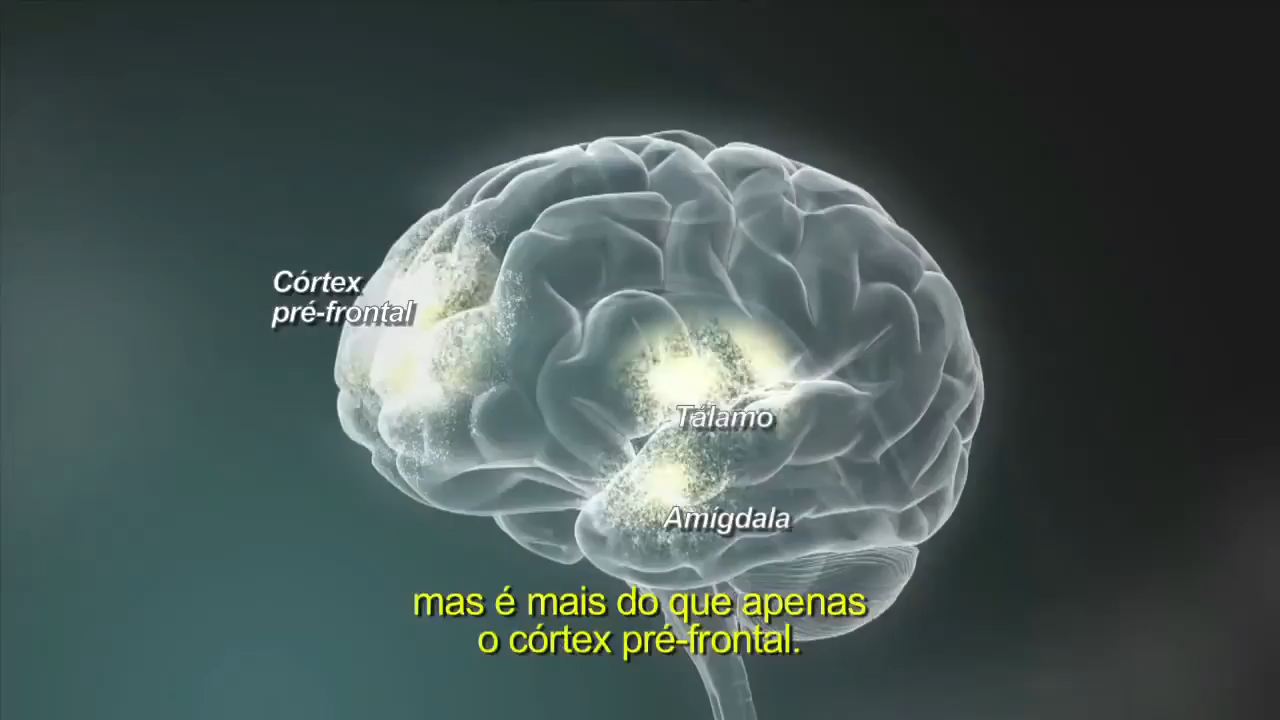 Córtex
pré-frontal
Tálamo
Amígdala
mas é mais do que apenas
o córtex pré-frontal.